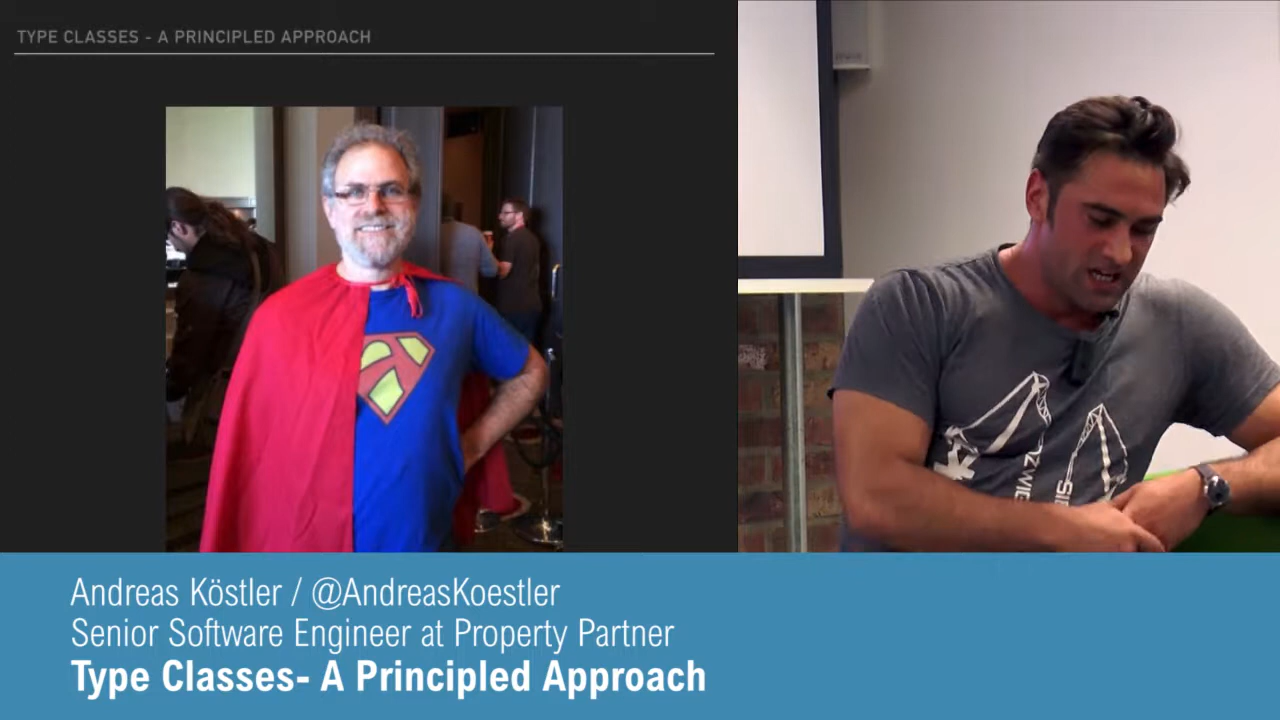 TYPE CLASSES - A PRINCIPLED APPROACH
Andreas Köstler / @AndreasKoestler
Senior Software Engineer at Property Partner
Type Classes- A Principled Approach